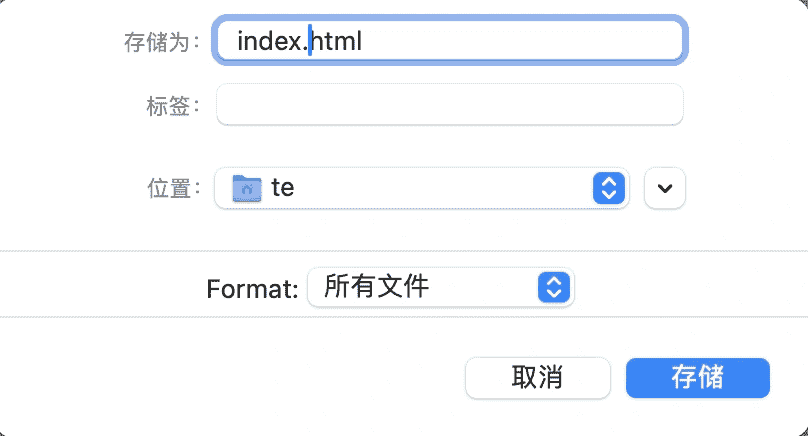 存储为： index.html
标签：
位置： te
Format: 所有文件
取消 存储